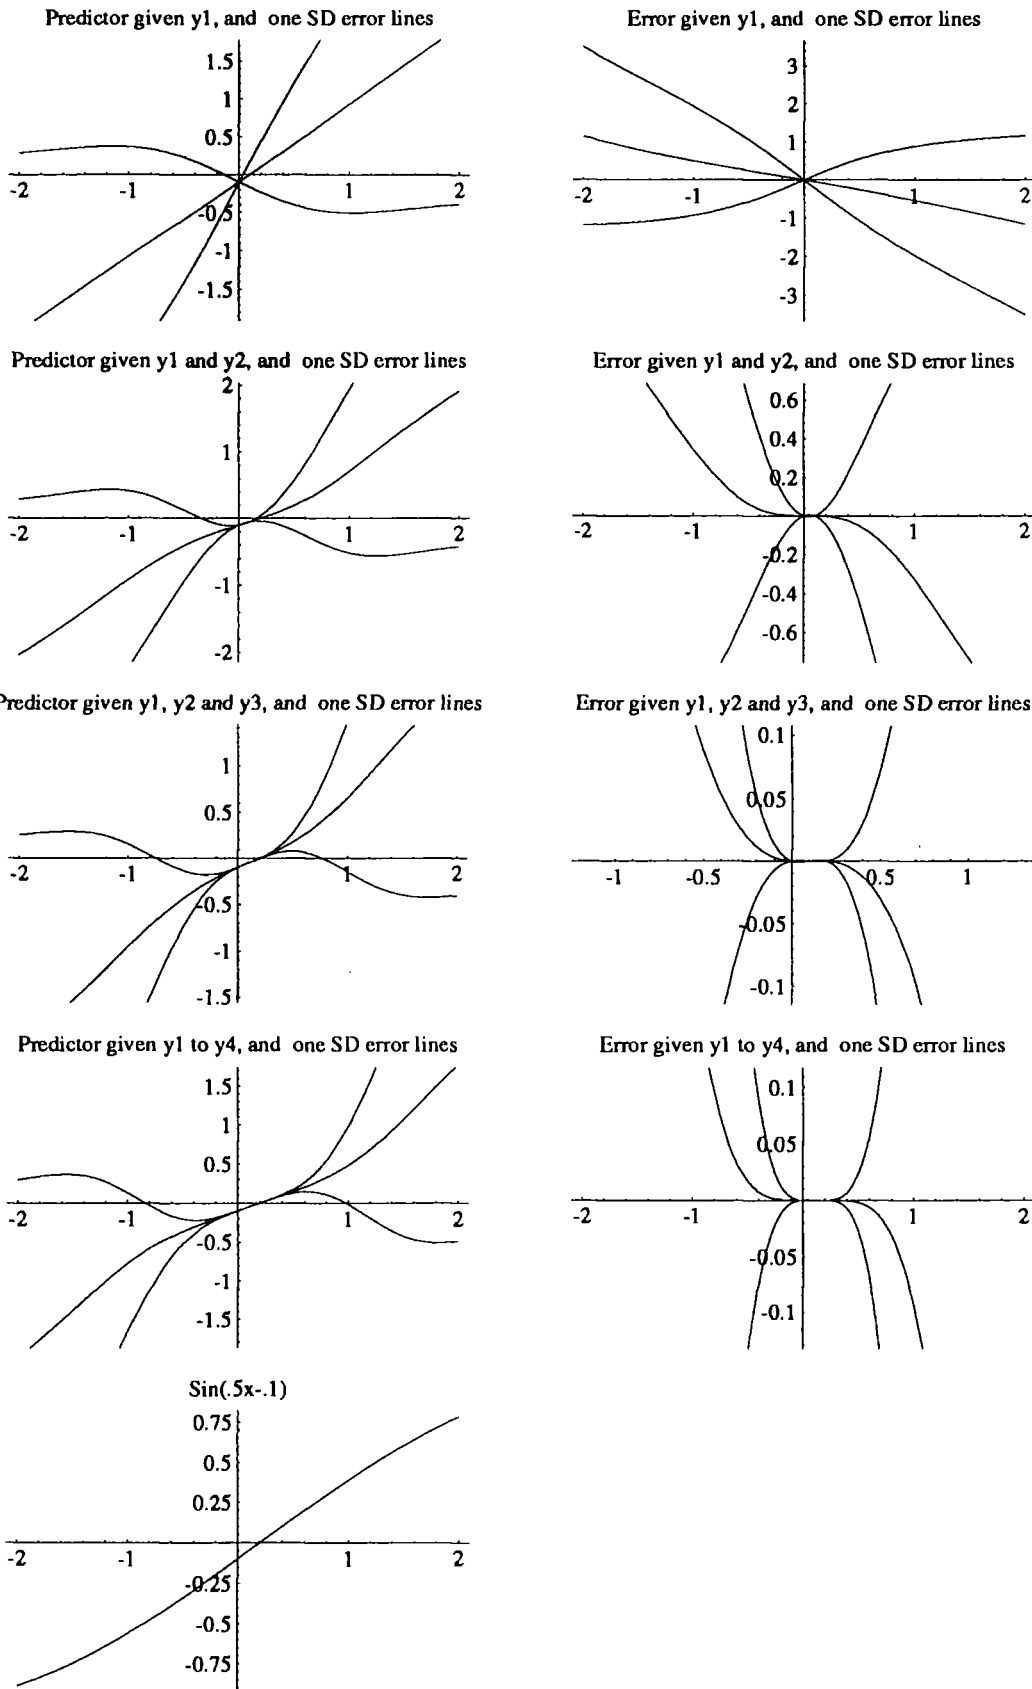 Predictor given y1, and one SD error lines
1.5
1
0.5
-2 -1 1 2
-0.5
-1
-1.5
Error given y1, and one SD error lines
3
2
1
-2 -1 1 2
-1
-2
-3
Predictor given y1 and y2, and one SD error lines
2
1
-2 -1 1 2
-1
-2
Error given y1 and y2, and one SD error lines
0.6
0.4
0.2
-2 -1 1 2
-0.2
-0.4
-0.6
Predictor given y1, y2 and y3, and one SD error lines
1
0.5
-2 -1 1 2
-0.5
-1
-1.5
Error given y1, y2 and y3, and one SD error lines
0.1
0.05
-1 -0.5 0.5 1
-0.05
-0.1
Predictor given y1 to y4, and one SD error lines
1.5
1
0.5
-2 -1 1 2
-0.5
-1
-1.5
Error given y1 to y4, and one SD error lines
0.1
0.05
-2 -1 1 2
-0.05
-0.1
Sin(.5x-.1)
0.75
0.5
0.25
-2 -1 1 2
-0.25
-0.5
-0.75